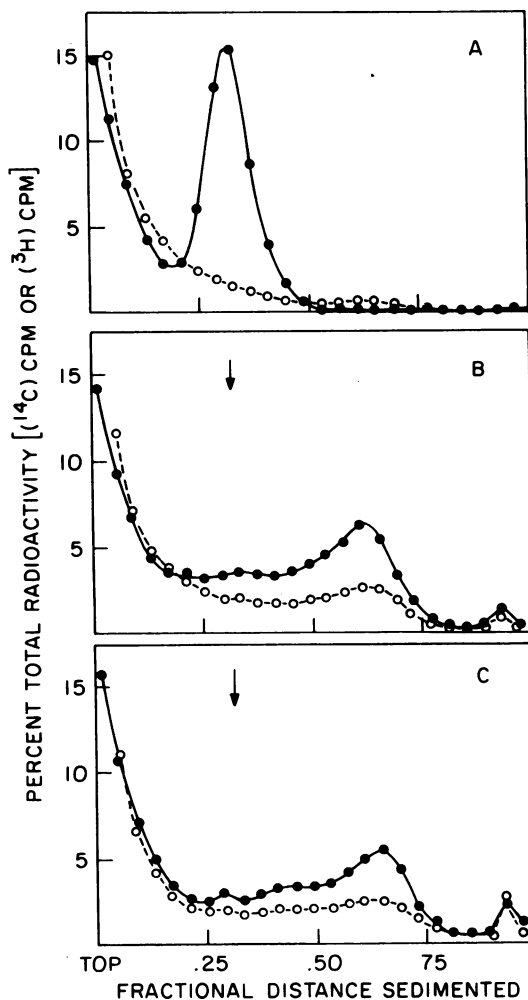 PERCENT TOTAL RADIOACTIVITY [(¹⁴C) CPM OR (³H) CPM]
A
15
10
5
B
15
10
5
C
15
10
5
TOP .25 .50 .75
FRACTIONAL DISTANCE SEDIMENTED